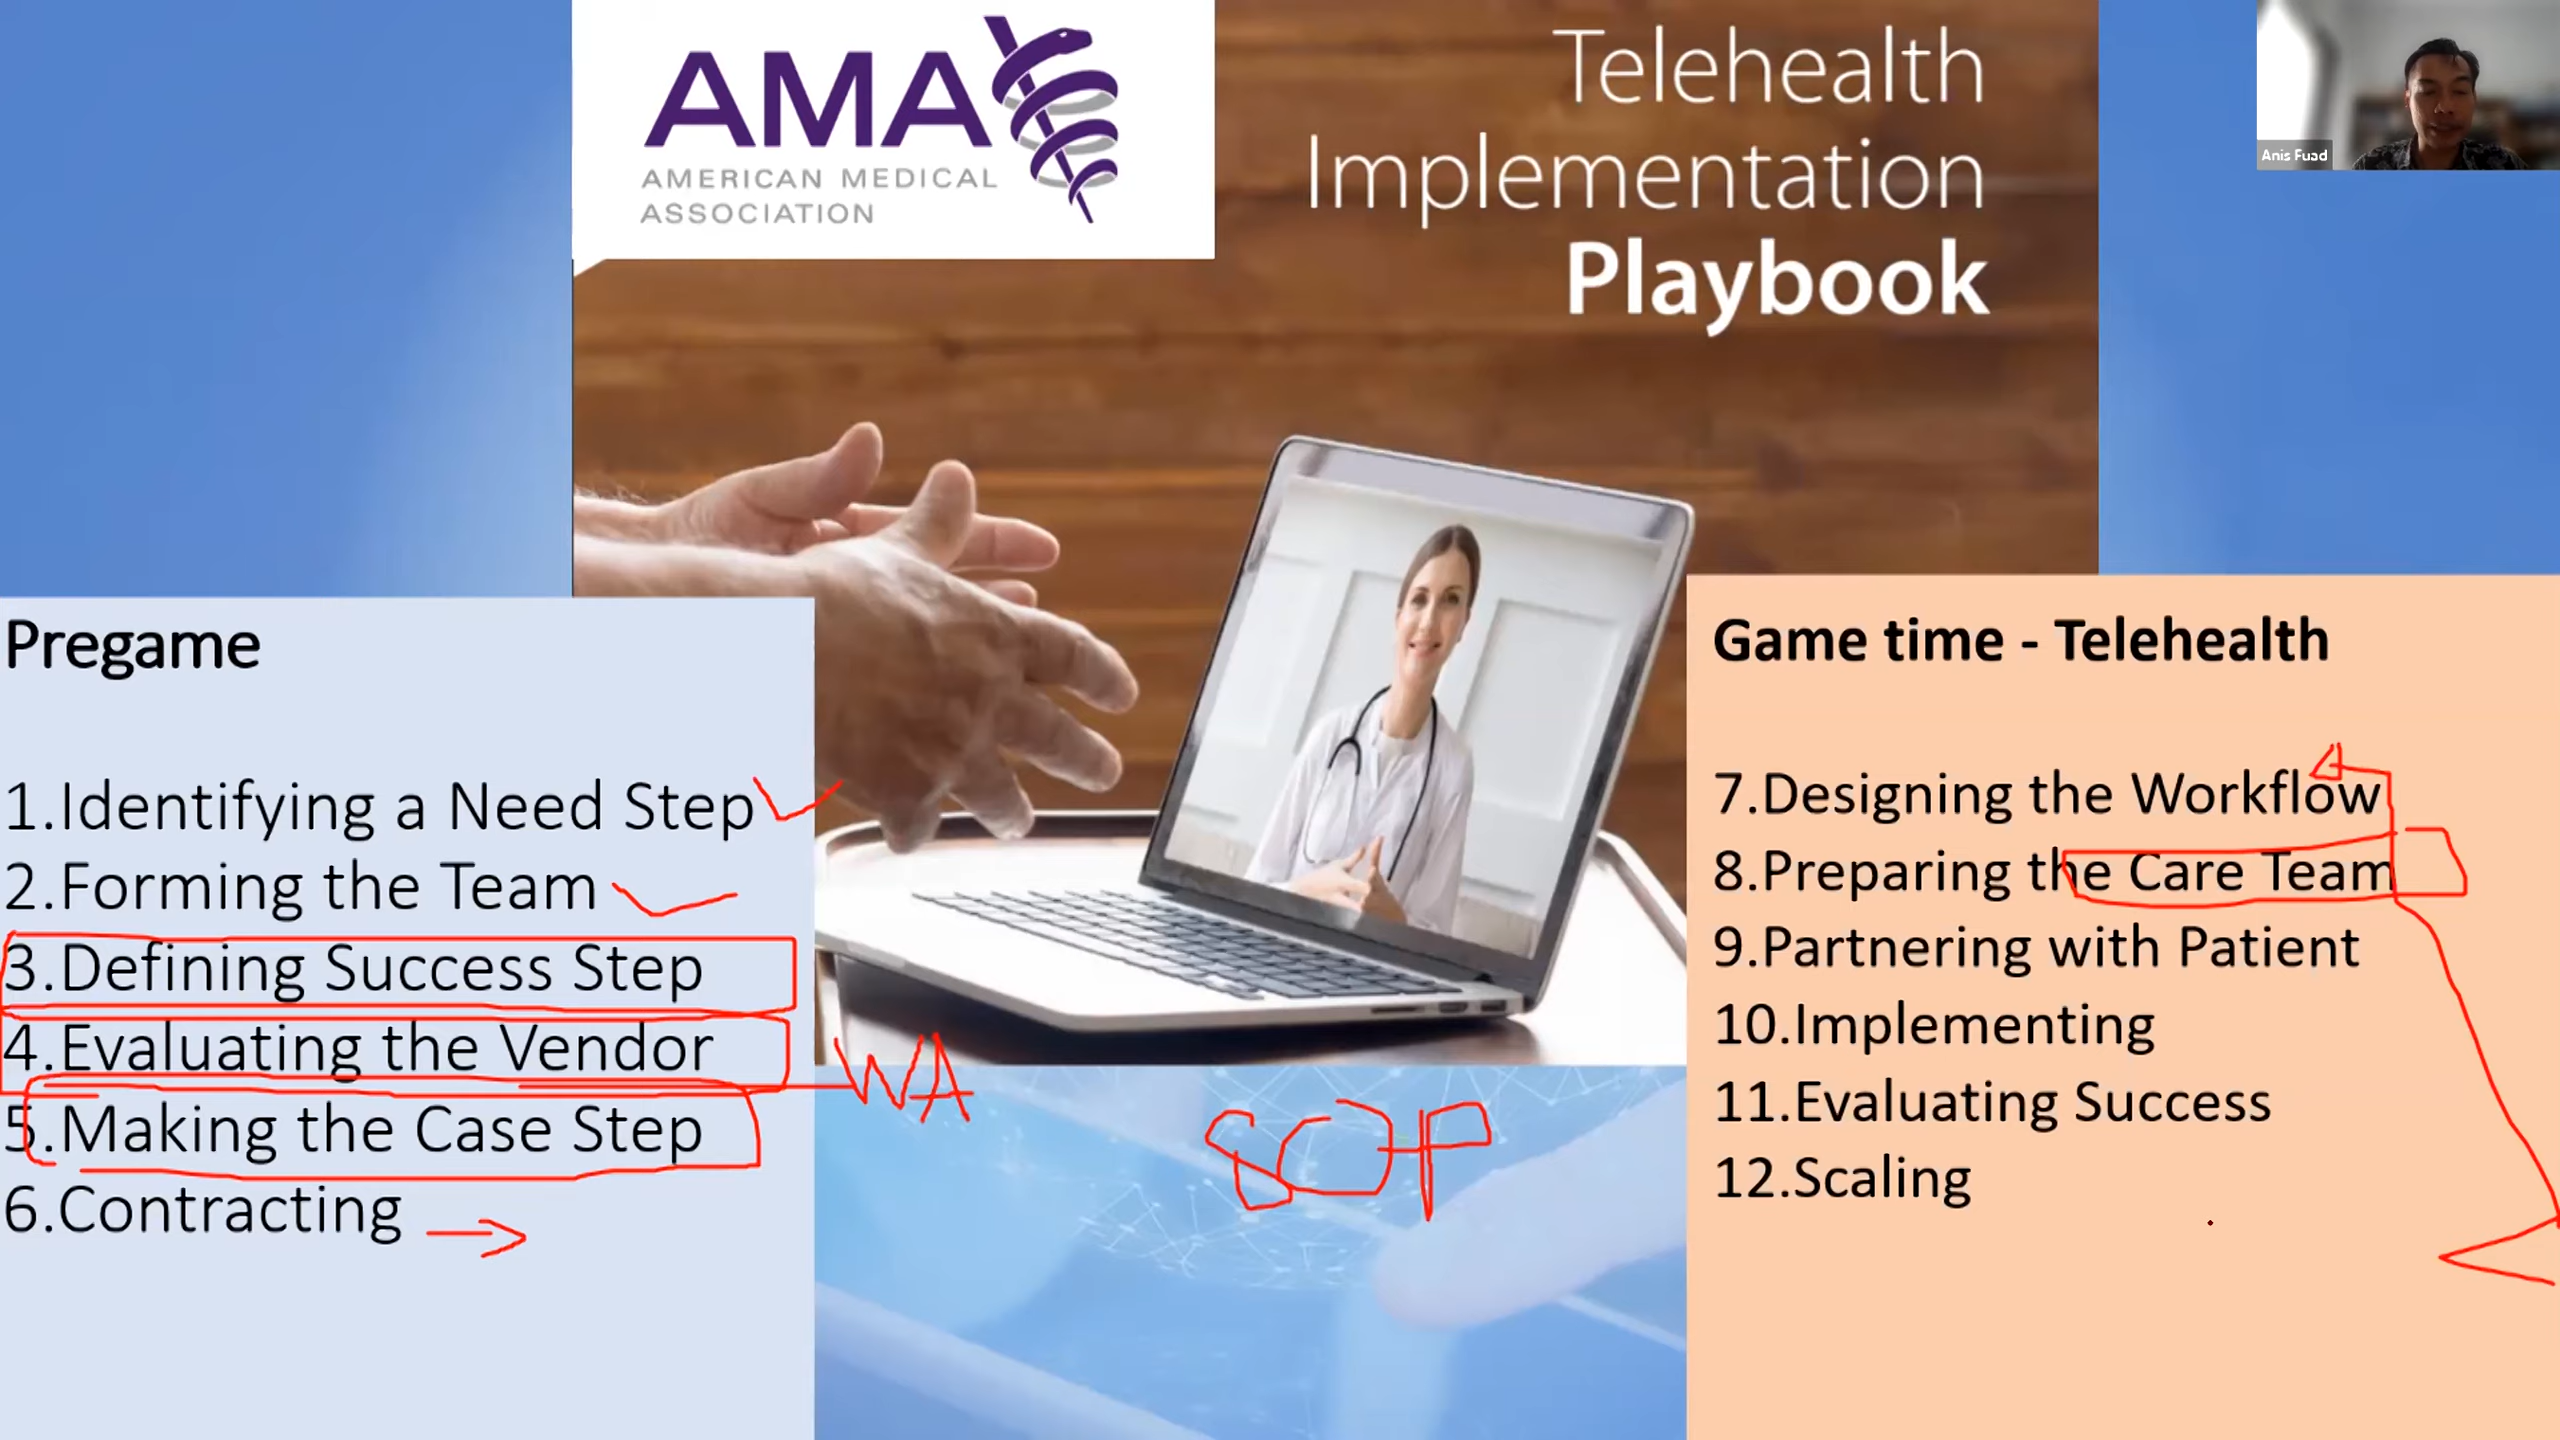 AMA
AMERICAN MEDICAL
ASSOCIATION
Telehealth
Implementation
Playbook
Anis Fuad
Pregame
1.Identifying a Need Step
2.Forming the Team
3.Defining Success Step
4.Evaluating the Vendor
5.Making the Case Step
6.Contracting
WA
SOP
Game time - Telehealth
7.Designing the Workflow
8.Preparing the Care Team
9.Partnering with Patient
10.Implementing
11.Evaluating Success
12.Scaling